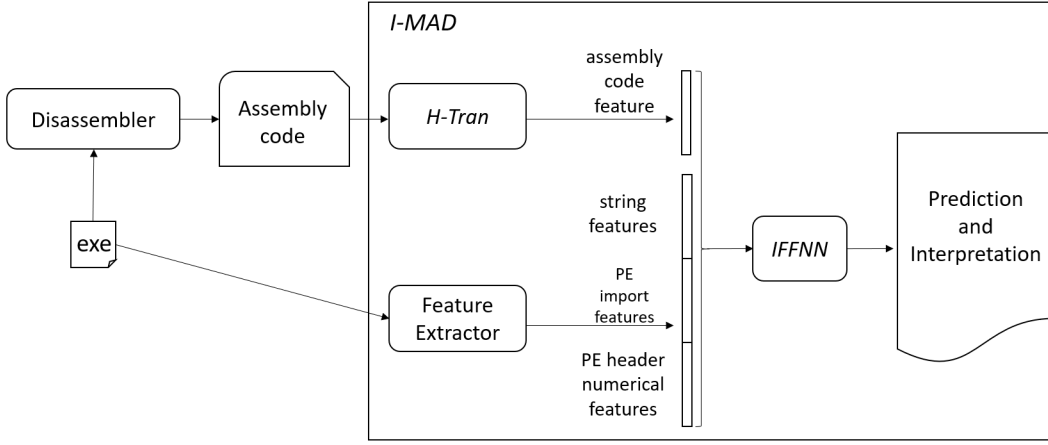 I-MAD
Disassembler
Assembly
code
H-Tran
assembly
code
feature
exe
string
features
Feature
Extractor
PE
import
features
PE header
numerical
features
IFFNN
Prediction
and
Interpretation